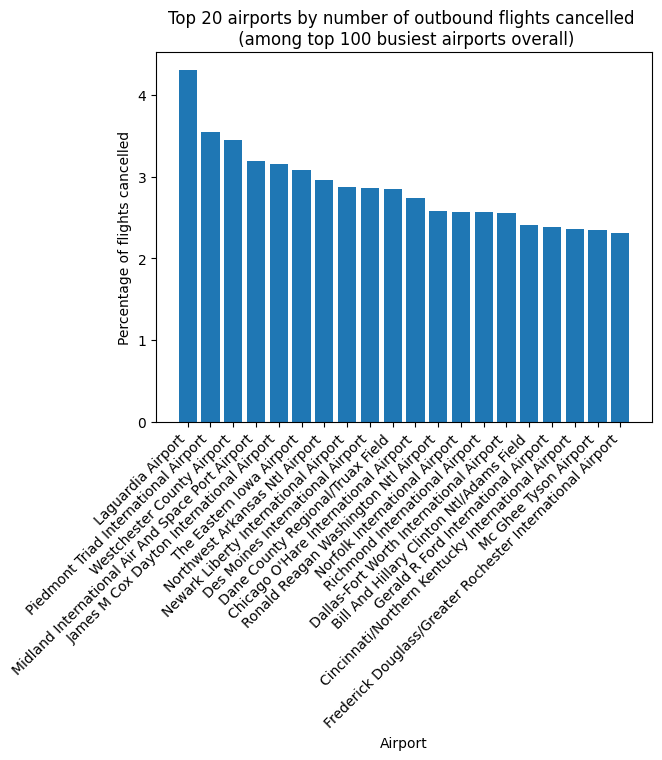 Top 20 airports by number of outbound flights cancelled
(among top 100 busiest airports overall)
Percentage of flights cancelled
4
3
2
1
0
Laguardia Airport
Piedmont Triad International Airport
Westchester County Airport
Midland International Air And Space Port Airport
James M Cox Dayton International Airport
The Eastern Iowa Airport
Northwest Arkansas Ntl Airport
Newark Liberty International Airport
Des Moines International Airport
Dane County Regional/Truax Field
Chicago O'Hare International Airport
Ronald Reagan Washington Ntl Airport
Norfolk International Airport
Richmond International Airport
Dallas-Fort Worth International Airport
Bill And Hillary Clinton Ntl/Adams Field
Gerald R Ford International Airport
Cincinnati/Northern Kentucky International Airport
Mc Ghee Tyson Airport
Frederick Douglass/Greater Rochester International Airport
Airport